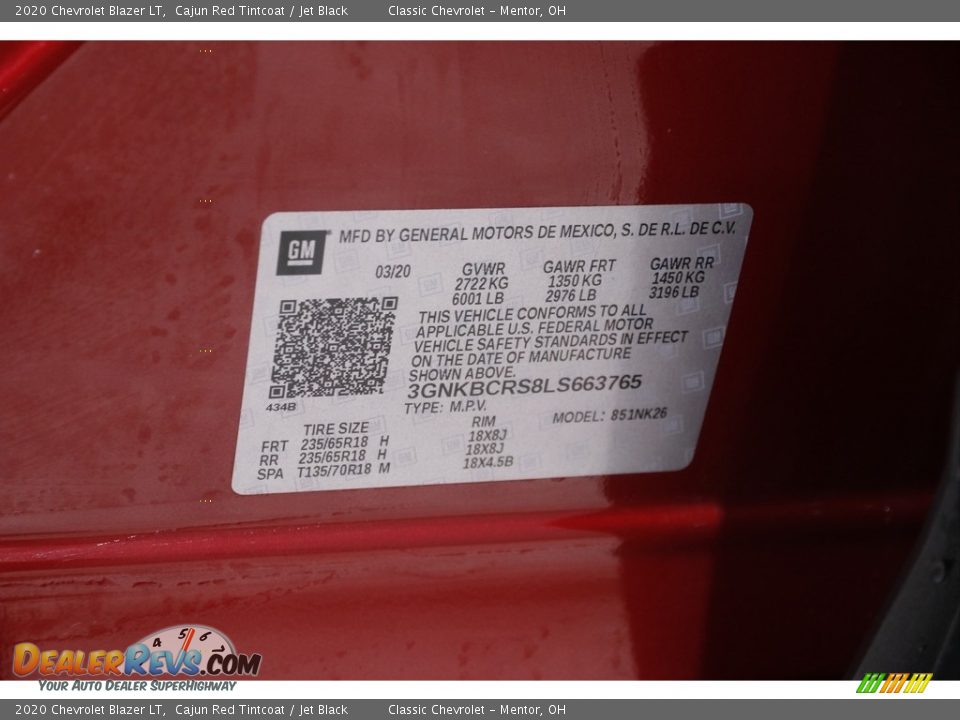 2020 Chevrolet Blazer LT, Cajun Red Tintcoat / Jet Black Classic Chevrolet – Mentor, OH
GM MFD BY GENERAL MOTORS DE MEXICO, S. DE R.L. DE C.V.
03/20 GVWR GAWR FRT GAWR RR
2722 KG 1350 KG 1450 KG
6001 LB 2976 LB 3196 LB
THIS VEHICLE CONFORMS TO ALL
APPLICABLE U.S. FEDERAL MOTOR
VEHICLE SAFETY STANDARDS IN EFFECT
ON THE DATE OF MANUFACTURE
SHOWN ABOVE.
3GNKBCRS8LS663765
434B TYPE: M.P.V. MODEL: 851NK26
TIRE SIZE RIM
FRT 235/65R18 H 18X8J
RR 235/65R18 H 18X8J
SPA T135/70R18 M 18X4.5B
4 5 6 7
DealerRevs.com
Your Auto Dealer SuperHighway
2020 Chevrolet Blazer LT, Cajun Red Tintcoat / Jet Black Classic Chevrolet – Mentor, OH